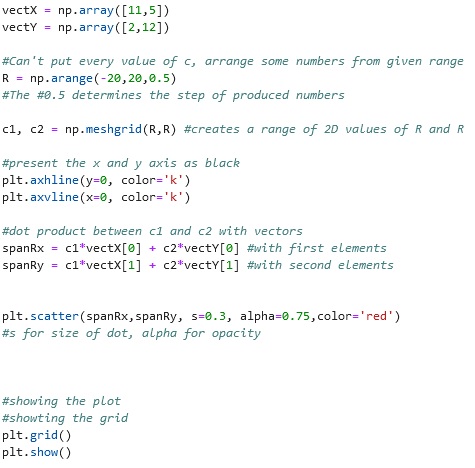 vectX = np.array([11,5])
vectY = np.array([2,12])
#Can't put every value of c, arrange some numbers from given range
R = np.arange(-20,20,0.5)
#The #0.5 determines the step of produced numbers
c1, c2 = np.meshgrid(R,R) #creates a range of 2D values of R and R
#present the x and y axis as black
plt.axhline(y=0, color='k')
plt.axvline(x=0, color='k')
#dot product between c1 and c2 with vectors
spanRx = c1*vectX[0] + c2*vectY[0] #with first elements
spanRy = c1*vectX[1] + c2*vectY[1] #with second elements
plt.scatter(spanRx,spanRy, s=0.3, alpha=0.75,color='red')
#s for size of dot, alpha for opacity
#showing the plot
#showting the grid
plt.grid()
plt.show()